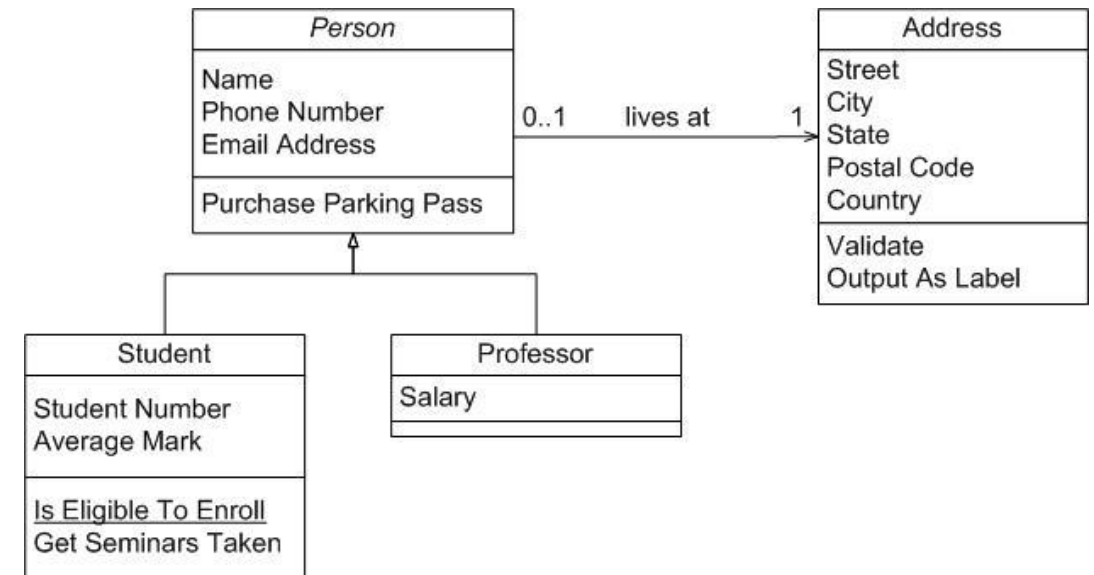 Person
Name
Phone Number
Email Address
Purchase Parking Pass
0..1 lives at 1
Address
Street
City
State
Postal Code
Country
Validate
Output As Label
Student
Student Number
Average Mark
Is Eligible To Enroll
Get Seminars Taken
Professor
Salary